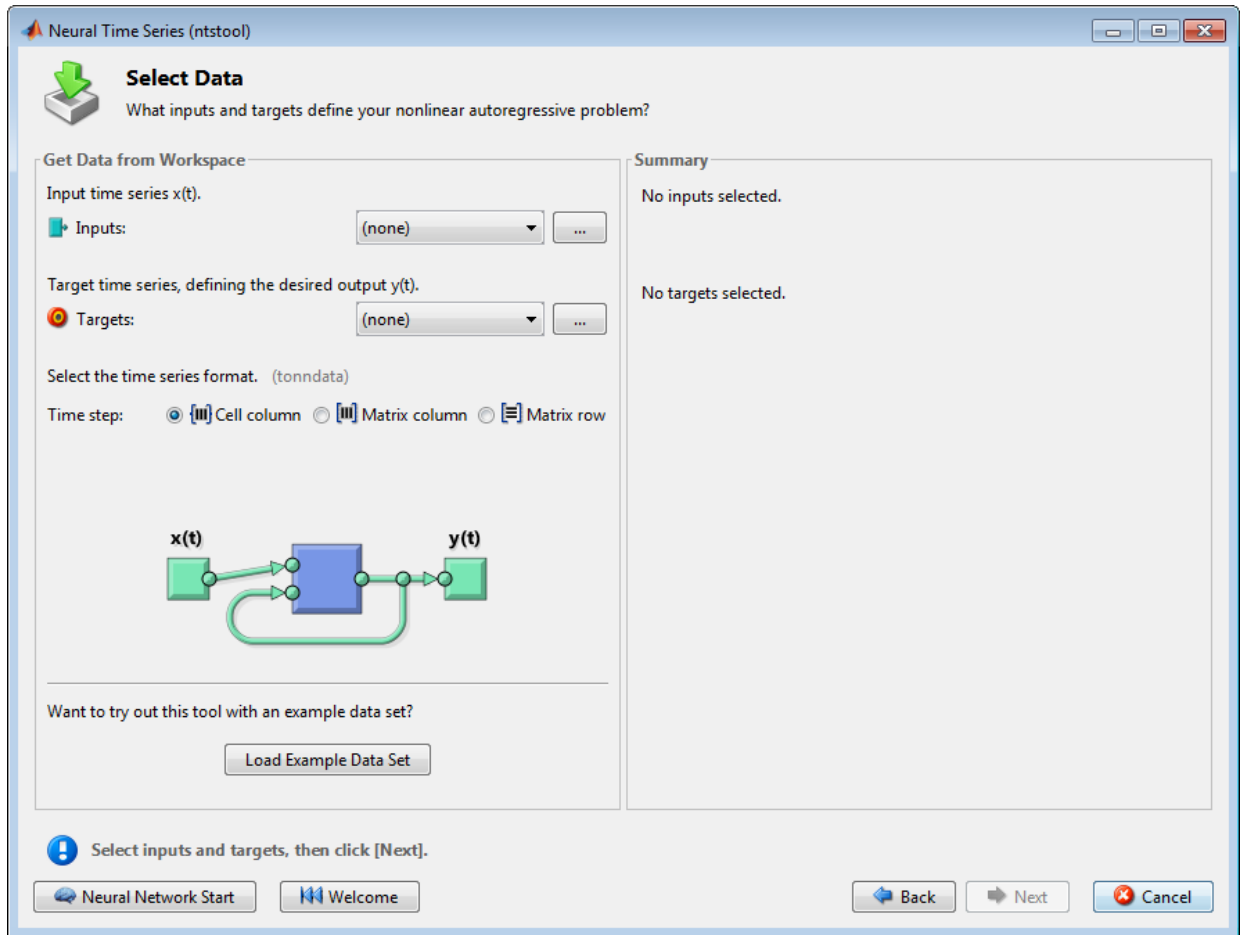 Neural Time Series (ntstool)
Select Data
What inputs and targets define your nonlinear autoregressive problem?
Get Data from Workspace
Input time series x(t).
Inputs: (none) ...
Target time series, defining the desired output y(t).
Targets: (none) ...
Select the time series format. (tonndata)
Time step: Cell column Matrix column Matrix row
x(t) y(t)
Want to try out this tool with an example data set?
Load Example Data Set
Summary
No inputs selected.
No targets selected.
Select inputs and targets, then click [Next].
Neural Network Start Welcome Back Next Cancel